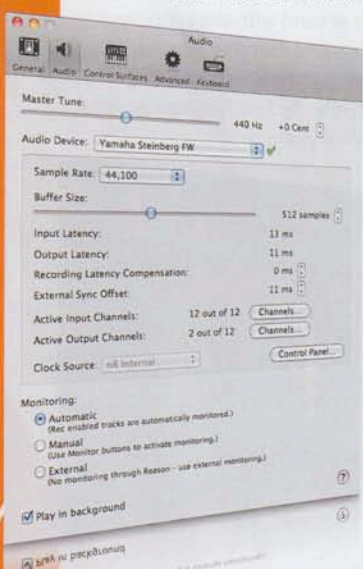 Audio
General Audio Control Surfaces Advanced Keyboard
Master Tune:
440 Hz +0 Cent
Audio Device: Yamaha Steinberg FW
Sample Rate: 44,100
Buffer Size:
512 samples
Input Latency: 13 ms
Output Latency: 11 ms
Recording Latency Compensation: 0 ms
External Sync Offset: 11 ms
Active Input Channels: 12 out of 12 Channels...
Active Output Channels: 2 out of 12 Channels...
Clock Source: n8 Internal Control Panel...
Monitoring:
Automatic
(Rec enabled tracks are automatically monitored.)
Manual
(Use Monitor buttons to activate monitoring.)
External
(No monitoring through Reason - use external monitoring.)
?
Play in background